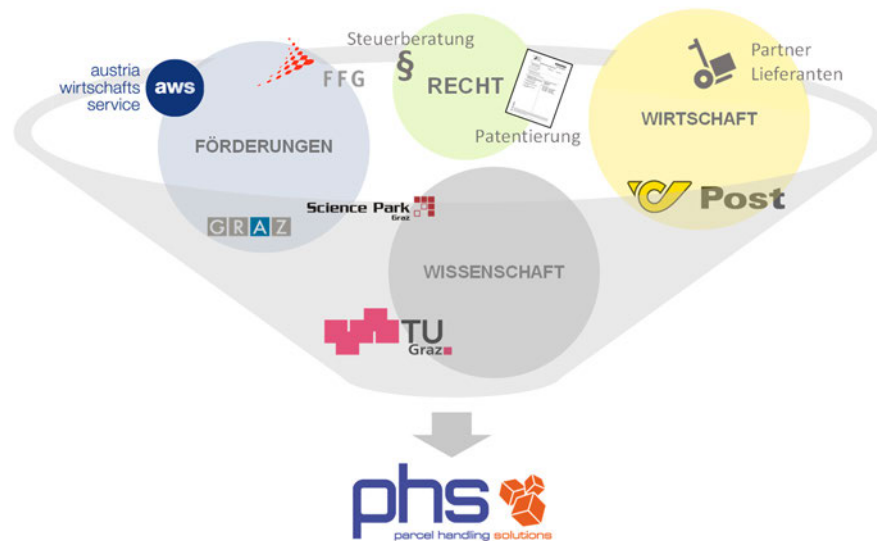 austria
wirtschafts
service
aws
FFG
Steuerberatung
§
RECHT
Patentierung
Partner
Lieferanten
WIRTSCHAFT
FÖRDERUNGEN
Post
GRAZ
Science Park
Graz
WISSENSCHAFT
TU
Graz
phs
parcel handling solutions